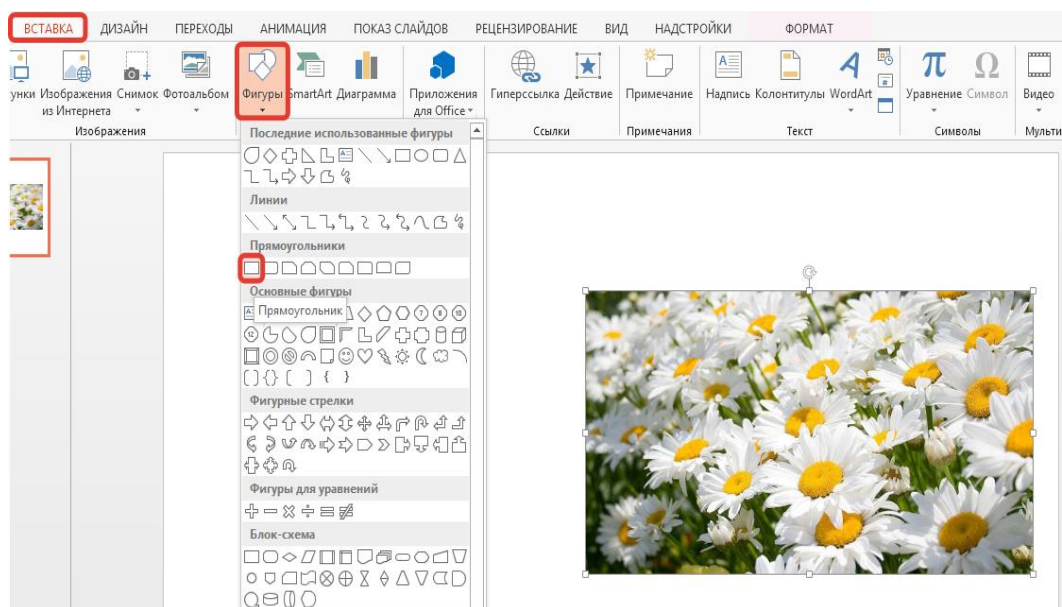 ВСТАВКА ДИЗАЙН ПЕРЕХОДЫ АНИМАЦИЯ ПОКАЗ СЛАЙДОВ РЕЦЕНЗИРОВАНИЕ ВИД НАДСТРОЙКИ ФОРМАТ
унки Изображения Снимок Фотоальбом Фигуры SmartArt Диаграмма Приложения Гиперссылка Действие Примечание Надпись Колонтитулы WordArt Уравнение Символ Видео
из Интернета для Office
Изображения Ссылки Примечания Текст Символы Мульти
Последние использованные фигуры
Линии
Прямоугольники
Основные фигуры
Прямоугольник
Фигурные стрелки
Фигуры для уравнений
Блок-схема